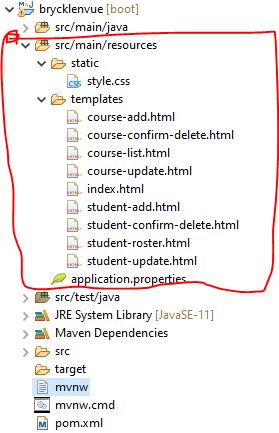 brycklenvue [boot]
src/main/java
src/main/resources
static
style.css
templates
course-add.html
course-confirm-delete.html
course-list.html
course-update.html
index.html
student-add.html
student-confirm-delete.html
student-roster.html
student-update.html
application.properties
src/test/java
JRE System Library [JavaSE-11]
Maven Dependencies
src
target
mvnw
mvnw.cmd
pom.xml